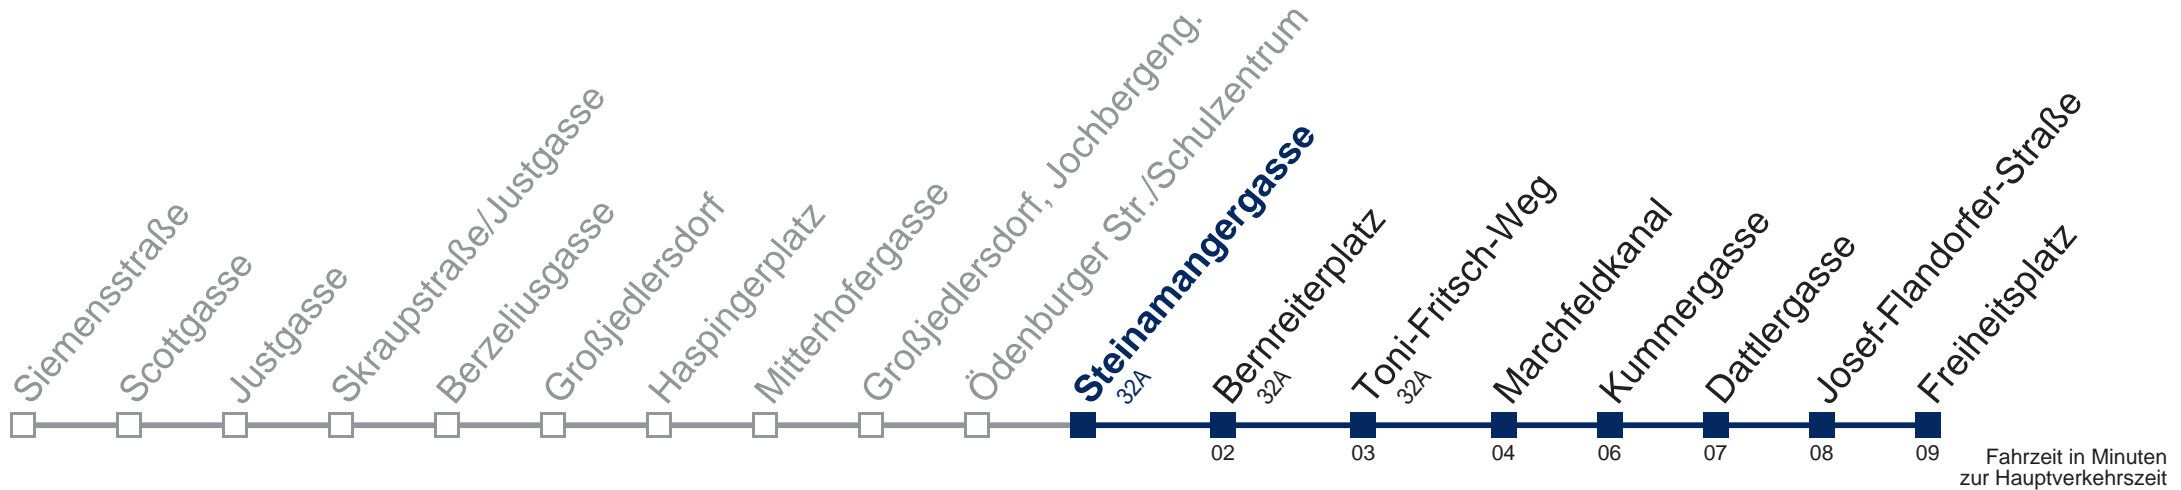 Siemensstraße
Scottgasse
Justgasse
Skraupstraße/Justgasse
Berzeliusgasse
Großjedlersdorf
Haspingerplatz
Mitterhofergasse
Großjedlersdorf, Jochbergeng.
Ödenburger Str./Schulzentrum
Steinamangergasse
32A
Bernreiterplatz
32A
Toni-Fritsch-Weg
32A
Marchfeldkanal
Kummergasse
Dattlergasse
Josef-Flandorfer-Straße
Freiheitsplatz
02 03 04 06 07 08 09
Fahrzeit in Minuten
zur Hauptverkehrszeit